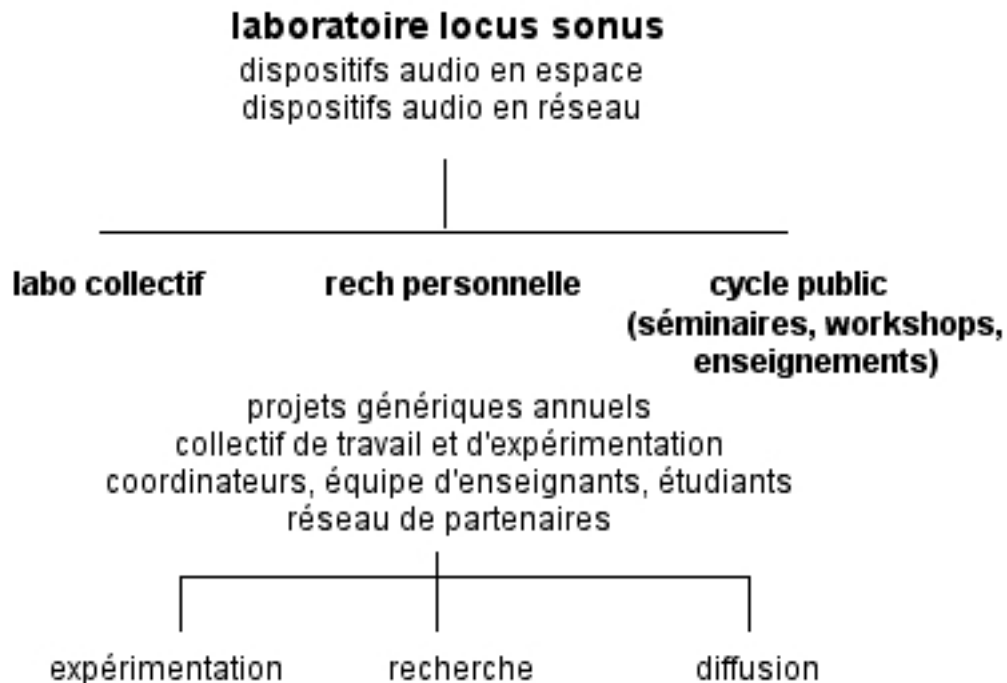 laboratoire locus sonus
dispositifs audio en espace
dispositifs audio en réseau
labo collectif
rech personnelle
cycle public
(séminaires, workshops,
enseignements)
projets génériques annuels
collectif de travail et d'expérimentation
coordinateurs, équipe d'enseignants, étudiants
réseau de partenaires
expérimentation
recherche
diffusion